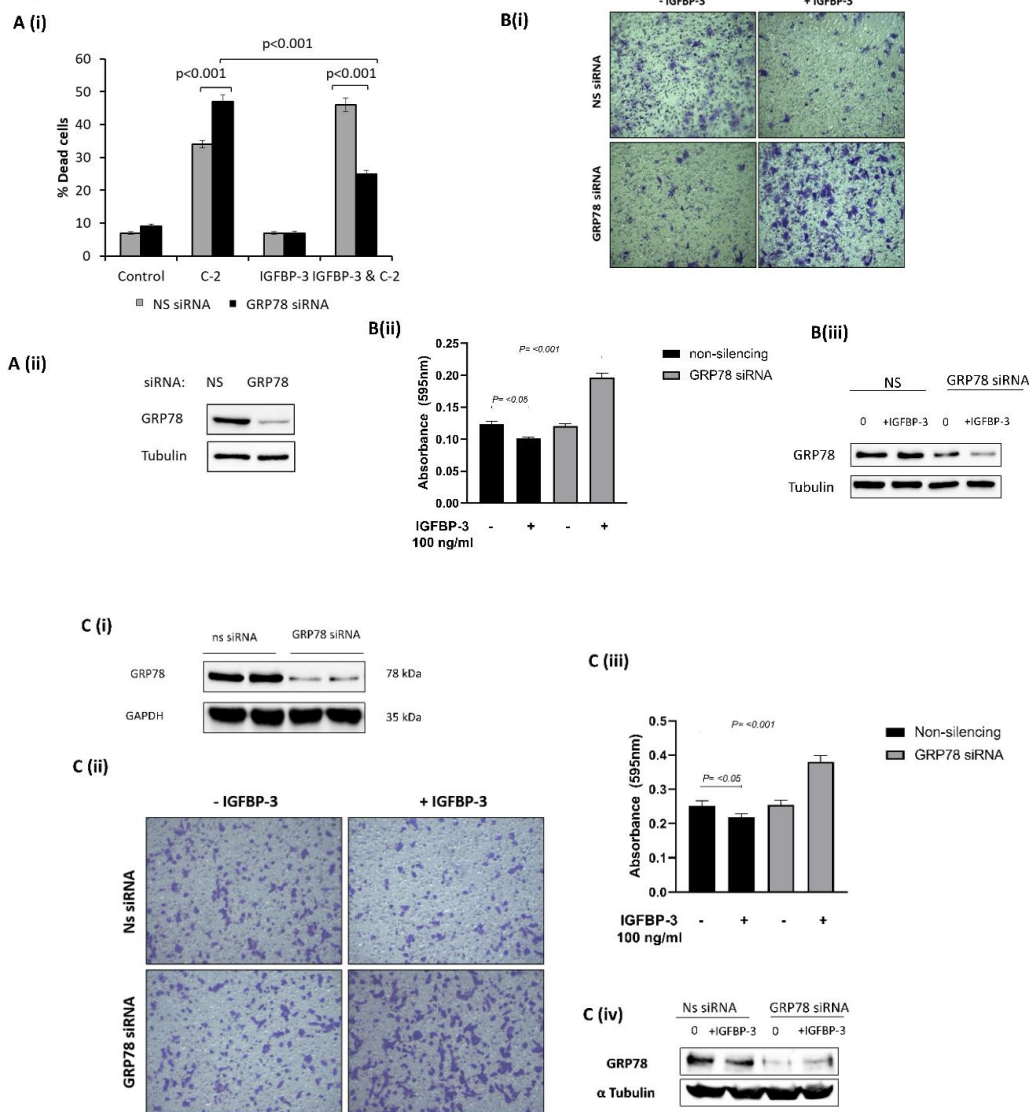 A (i)
p<0.001
p<0.001
p<0.001
60
50
40
30
20
10
0
% Dead cells
Control
C-2
IGFBP-3
IGFBP-3 & C-2
NS siRNA
GRP78 siRNA
B(i)
- IGFBP-3
+ IGFBP-3
NS siRNA
GRP78 siRNA
A (ii)
siRNA: NS GRP78
GRP78
Tubulin
B(ii)
0.25
0.20
0.15
0.10
0.05
0.00
Absorbance (595nm)
P= <0.001
P= <0.05
non-silencing
GRP78 siRNA
IGFBP-3 - + - +
100 ng/ml
B(iii)
NS GRP78 siRNA
0 +IGFBP-3 0 +IGFBP-3
GRP78
Tubulin
C (i)
ns siRNA GRP78 siRNA
GRP78 78 kDa
GAPDH 35 kDa
C (ii)
- IGFBP-3 + IGFBP-3
Ns siRNA
GRP78 siRNA
C (iii)
0.5
0.4
0.3
0.2
0.1
0.0
Absorbance (595nm)
P= <0.001
P= <0.05
Non-silencing
GRP78 siRNA
IGFBP-3 - + - +
100 ng/ml
C (iv)
Ns siRNA GRP78 siRNA
0 +IGFBP-3 0 +IGFBP-3
GRP78
α Tubulin